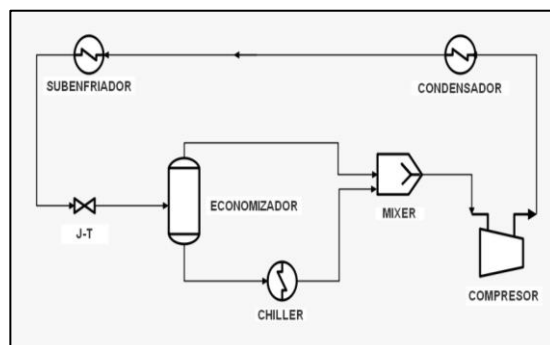 SUBENFRIADOR
CONDENSADOR
ECONOMIZADOR
MIXER
J-T
CHILLER
COMPRESOR